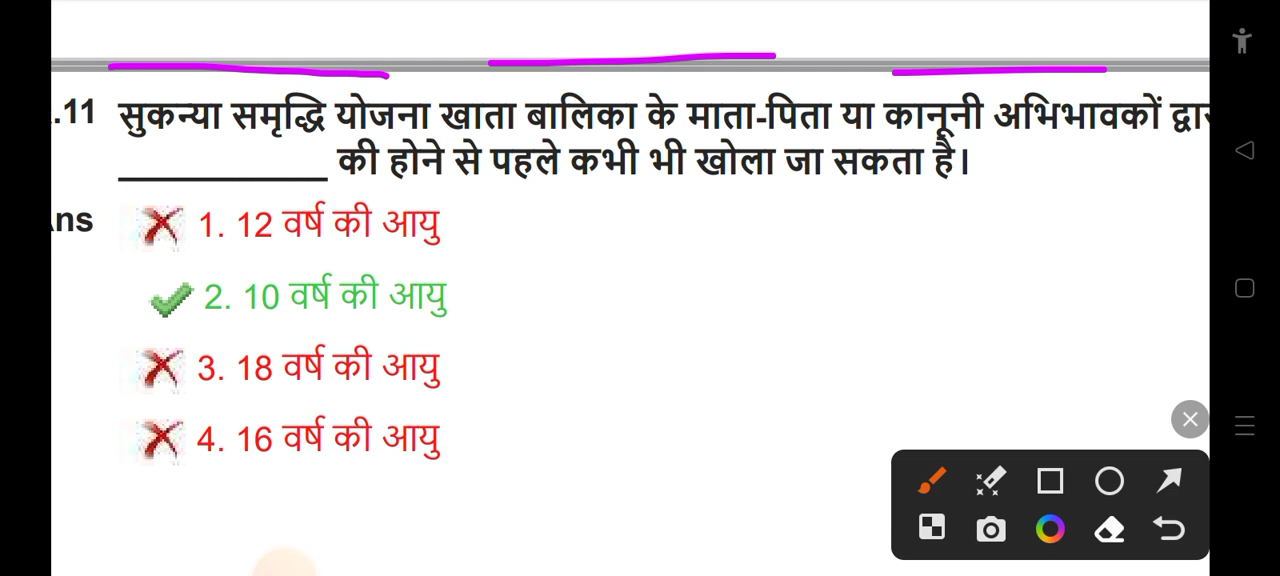 .11 सुकन्या समृद्धि योजना खाता बालिका के माता-पिता या कानूनी अभिभावकों
____________ की होने से पहले कभी भी खोला जा सकता है।
ns 1. 12 वर्ष की आयु
2. 10 वर्ष की आयु
3. 18 वर्ष की आयु
4. 16 वर्ष की आयु